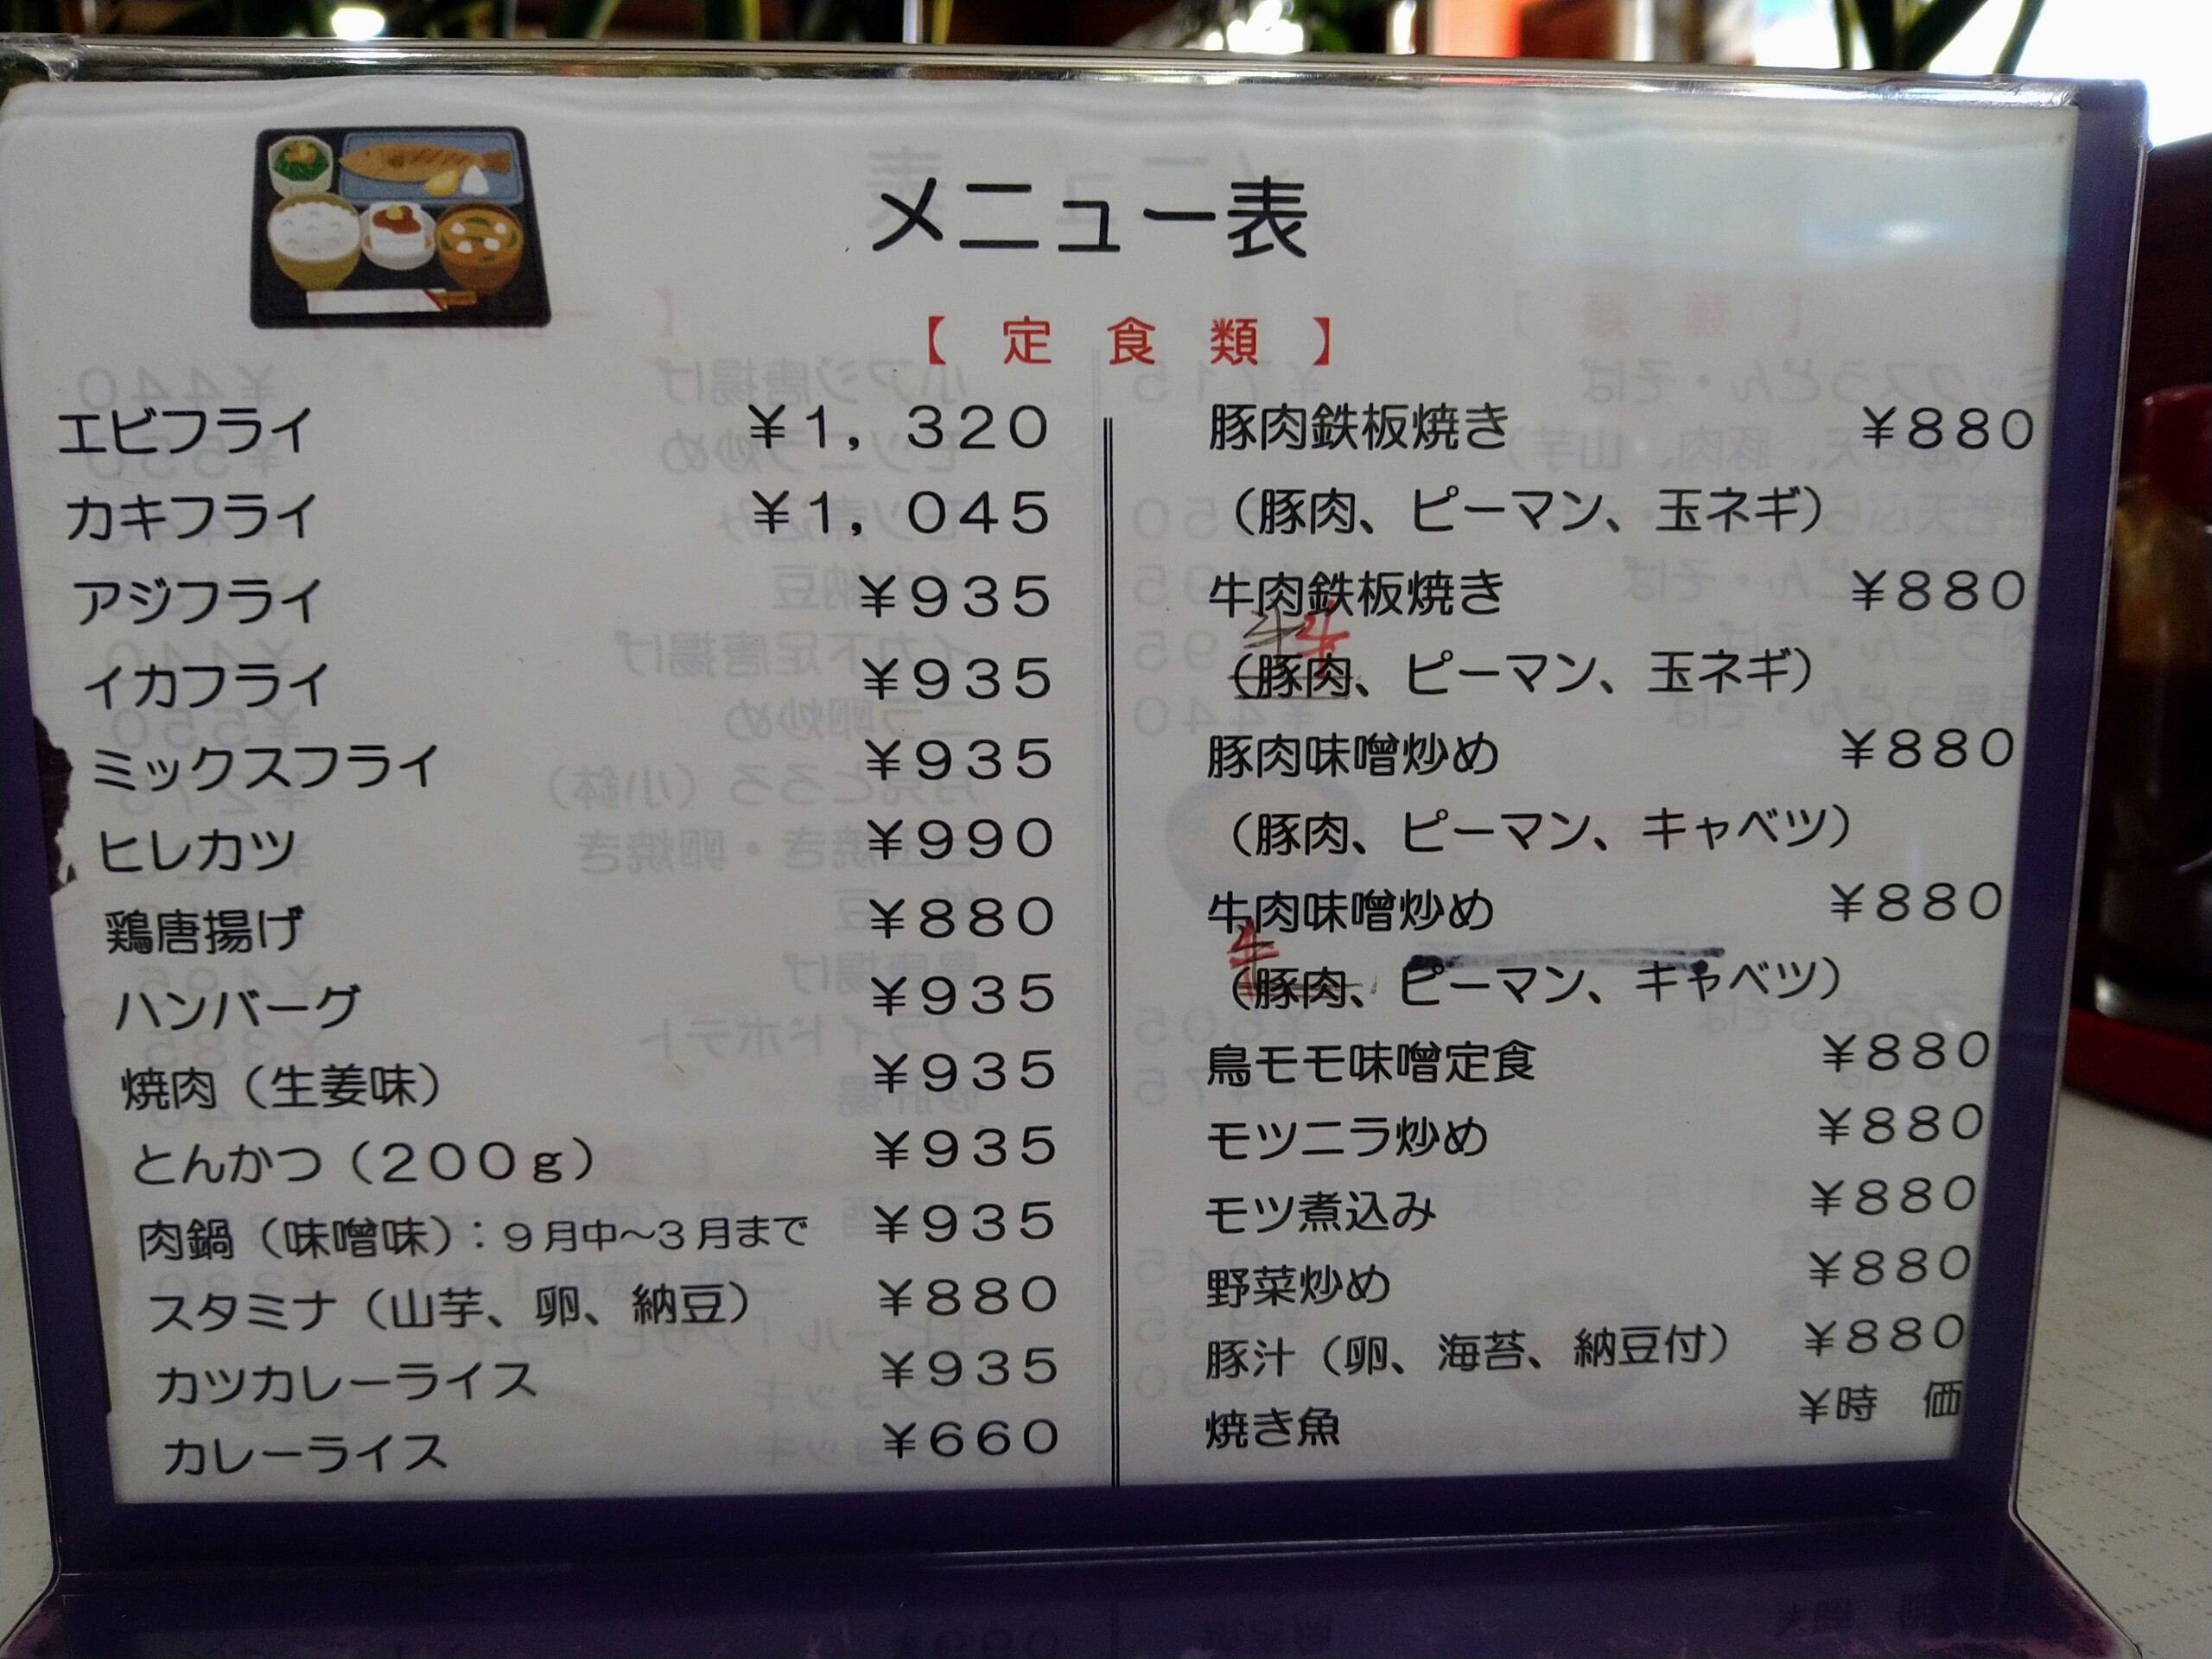 メニュー表
【 定 食 類 】
エビフライ ￥１，３２０
カキフライ ￥１，０４５
アジフライ ￥９３５
イカフライ ￥９３５
ミックスフライ ￥９３５
ヒレカツ ￥９９０
鶏唐揚げ ￥８８０
ハンバーグ ￥９３５
焼肉（生姜味） ￥９３５
とんかつ（２００ｇ） ￥９３５
肉鍋（味噌味）：９月中～３月まで ￥９３５
スタミナ（山芋、卵、納豆） ￥８８０
カツカレーライス ￥９３５
カレーライス ￥６６０
豚肉鉄板焼き ￥８８０
（豚肉、ピーマン、玉ネギ）
牛肉鉄板焼き ￥８８０
牛 牛
（豚肉、ピーマン、玉ネギ）
豚肉味噌炒め ￥８８０
（豚肉、ピーマン、キャベツ）
牛肉味噌炒め ￥８８０
牛
（豚肉、ピーマン、キャベツ）
鳥モモ味噌定食 ￥８８０
モツニラ炒め ￥８８０
モツ煮込み ￥８８０
野菜炒め ￥８８０
豚汁（卵、海苔、納豆付） ￥８８０
焼き魚 ￥時 価